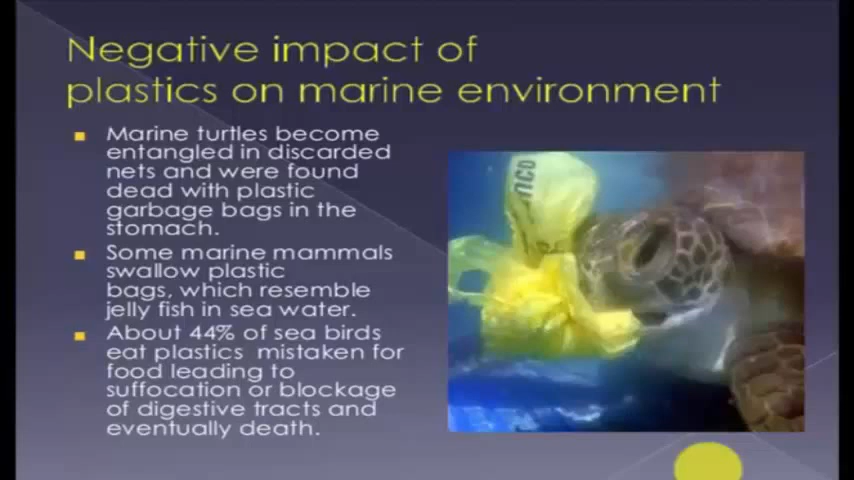 Negative impact of
plastics on marine environment
Marine turtles become
entangled in discarded
nets and were found
dead with plastic
garbage bags in the
stomach.
Some marine mammals
swallow plastic
bags, which resemble
jelly fish in sea water.
About 44% of sea birds
eat plastics mistaken for
food leading to
suffocation or blockage
of digestive tracts and
eventually death.